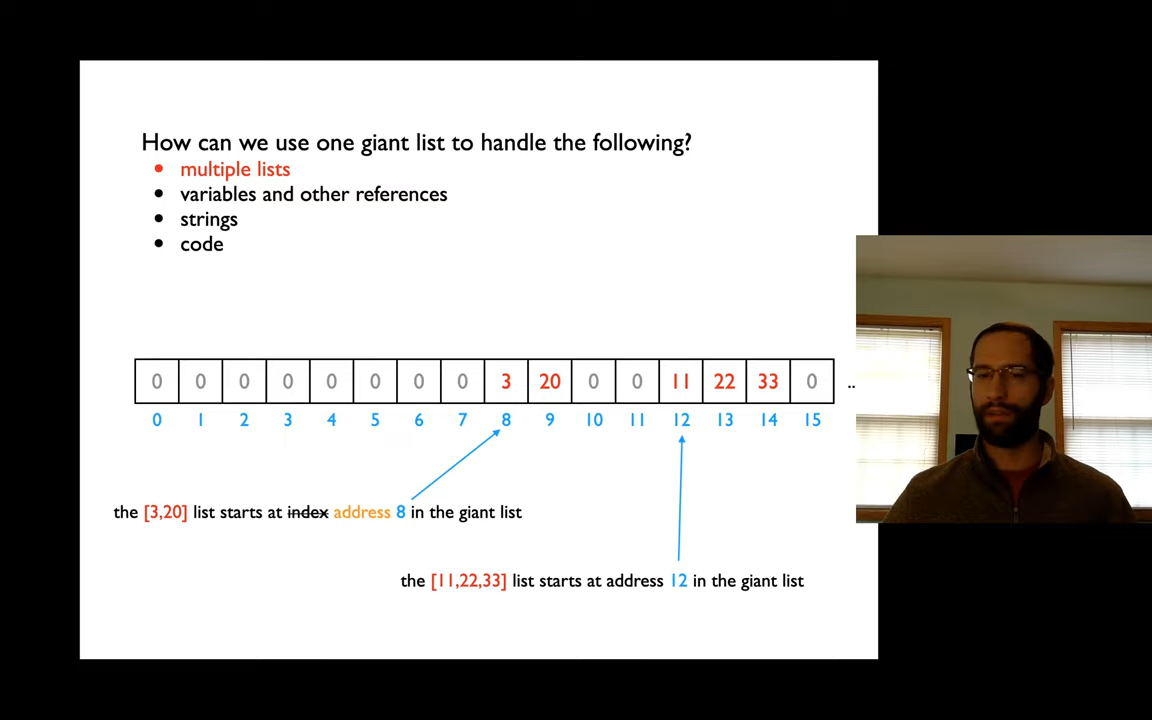 How can we use one giant list to handle the following?
• multiple lists
• variables and other references
• strings
• code
0 0 0 0 0 0 0 0 3 20 0 0 11 22 33 0 ..
0 1 2 3 4 5 6 7 8 9 10 11 12 13 14 15
the [3,20] list starts at index address 8 in the giant list
the [11,22,33] list starts at address 12 in the giant list